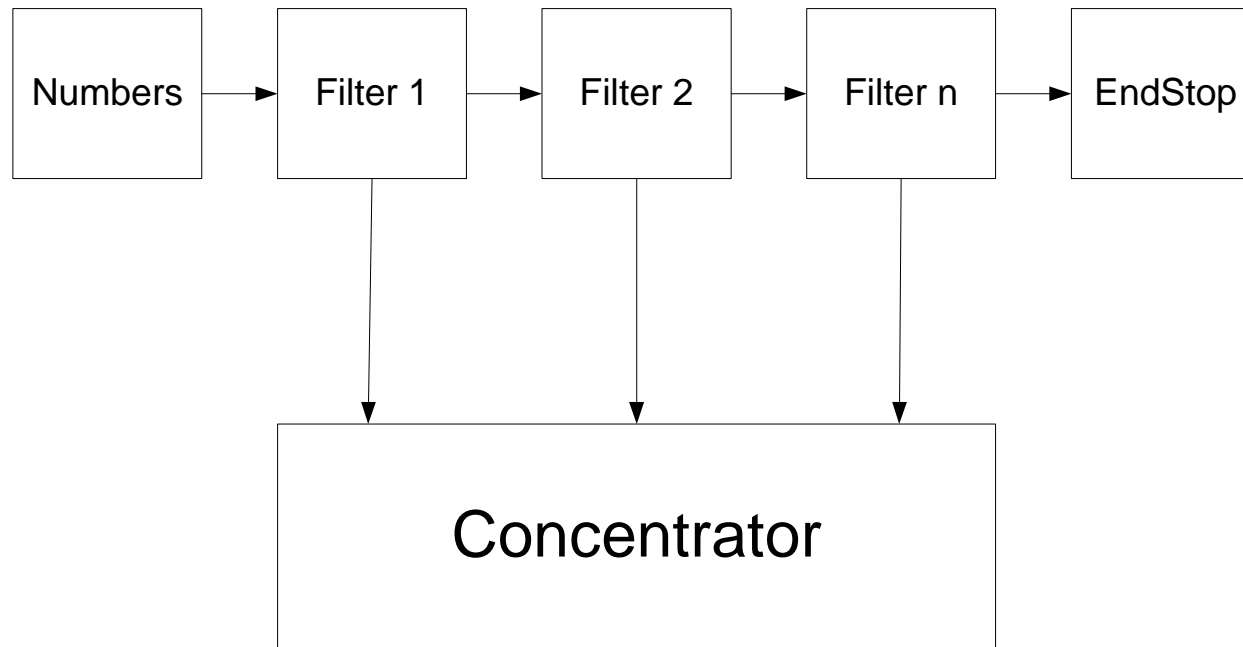 Numbers
Filter 1
Filter 2
Filter n
EndStop
Concentrator